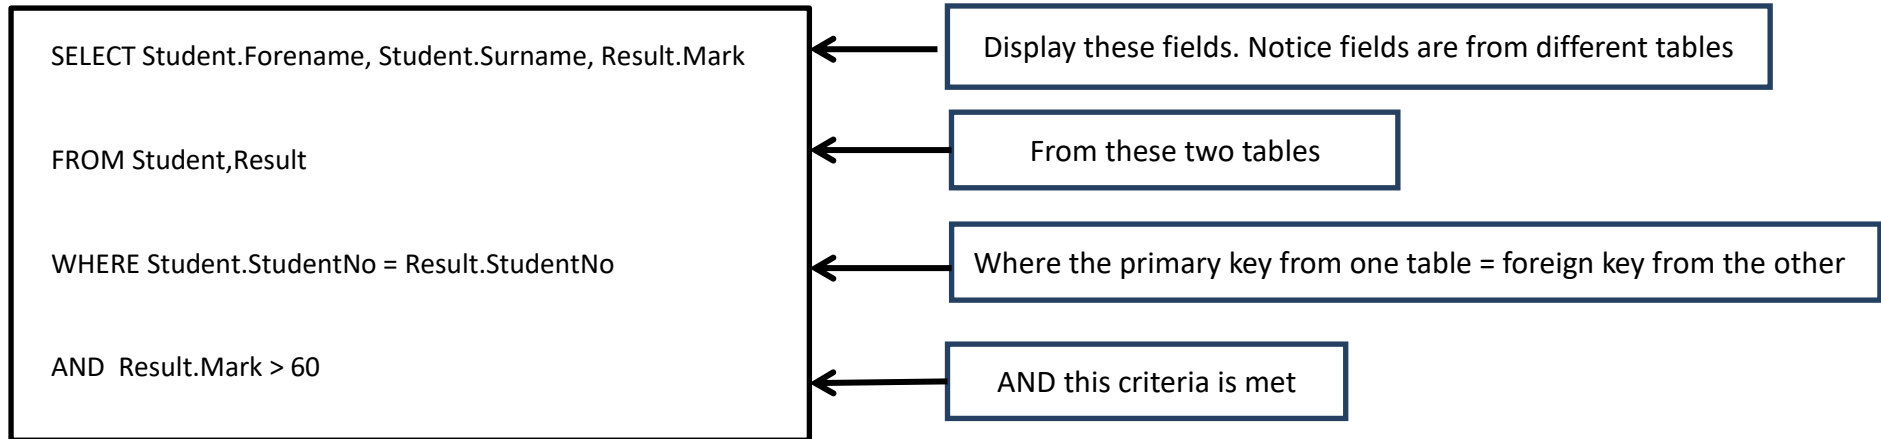 SELECT Student.Forename, Student.Surname, Result.Mark
Display these fields. Notice fields are from different tables
FROM Student,Result
From these two tables
WHERE Student.StudentNo = Result.StudentNo
Where the primary key from one table = foreign key from the other
AND  Result.Mark > 60
AND this criteria is met